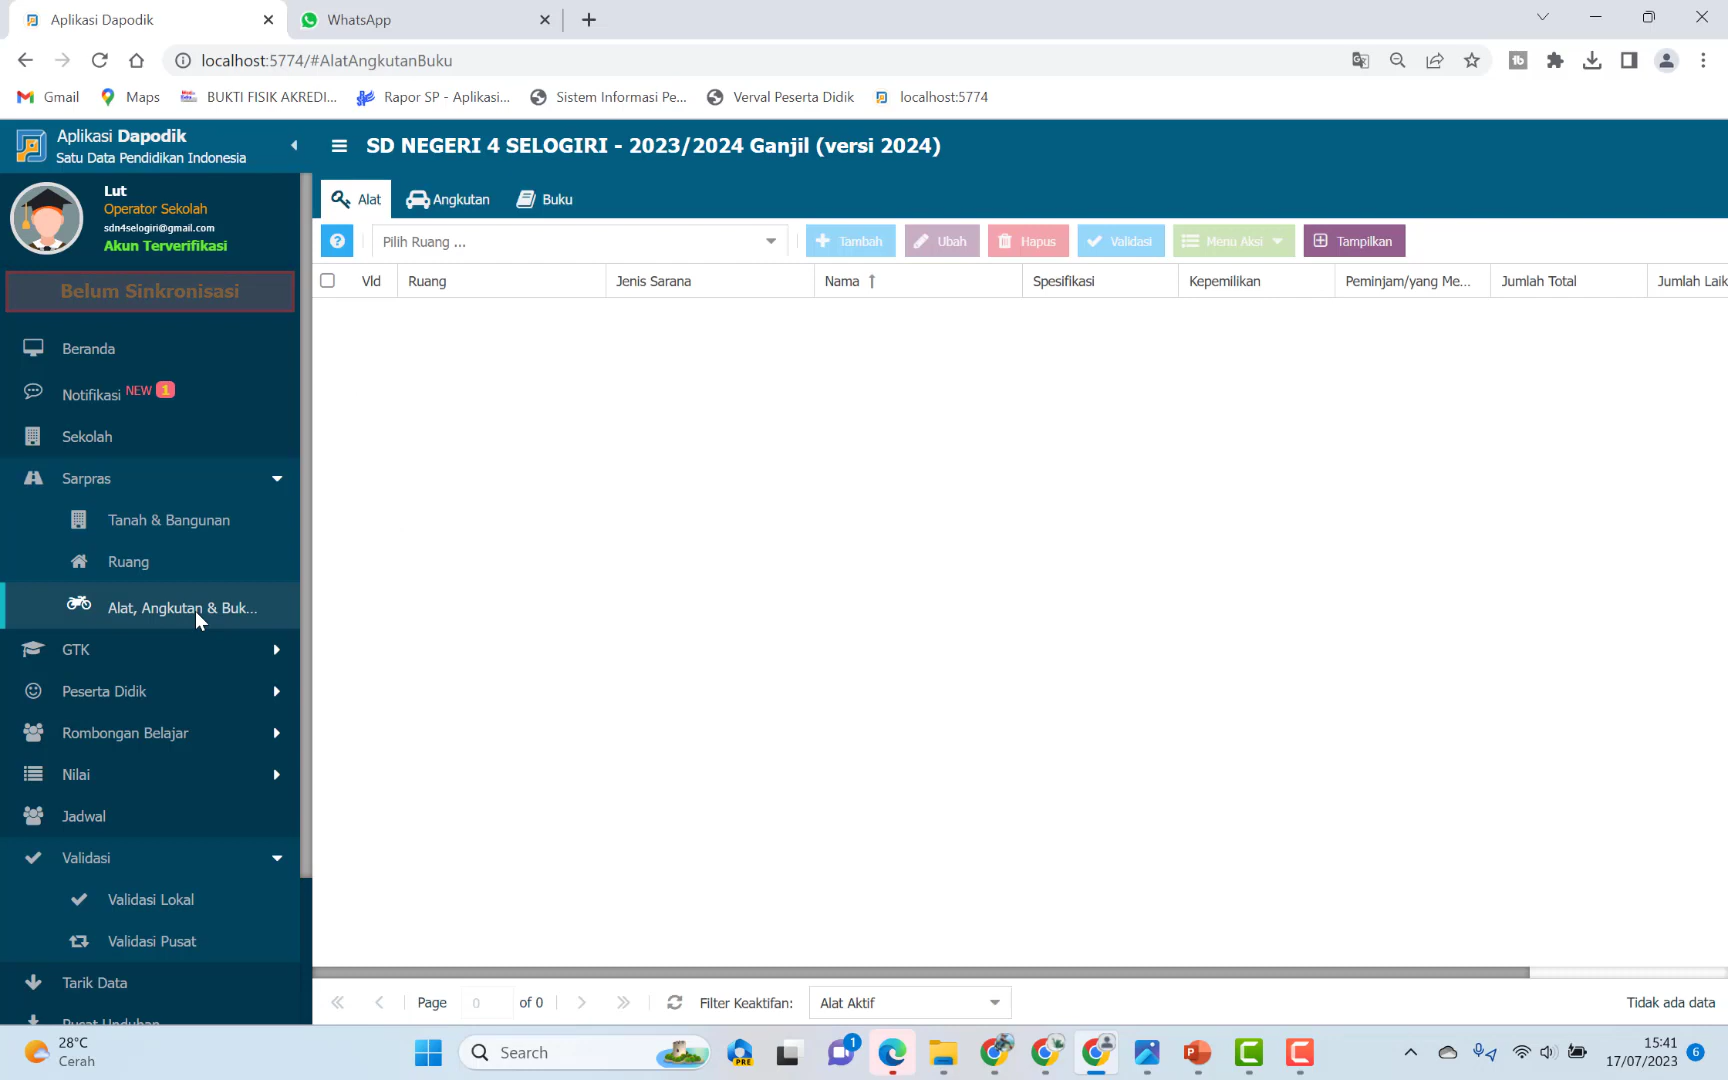 Aplikasi Dapodik
WhatsApp
localhost:5774/#AlatAngkutanBuku
Gmail
Maps
BUKTI FISIK AKREDI...
Rapor SP - Aplikasi...
Sistem Informasi Pe...
Verval Peserta Didik
localhost:5774
Aplikasi Dapodik
Satu Data Pendidikan Indonesia
SD NEGERI 4 SELOGIRI - 2023/2024 Ganjil (versi 2024)
Lut
Operator Sekolah
sdn4selogiri@gmail.com
Akun Terverifikasi
Belum Sinkronisasi
Beranda
Notifikasi NEW 1
Sekolah
Sarpras
Tanah & Bangunan
Ruang
Alat, Angkutan & Buk...
GTK
Peserta Didik
Rombongan Belajar
Nilai
Jadwal
Validasi
Validasi Lokal
Validasi Pusat
Tarik Data
Pusat Unduhan
Alat
Angkutan
Buku
Pilih Ruang ...
Tambah
Ubah
Hapus
Validasi
Menu Aksi
Tampilkan
Vld
Ruang
Jenis Sarana
Nama
Spesifikasi
Kepemilikan
Peminjam/yang Me...
Jumlah Total
Jumlah Laik
Page 0 of 0
Filter Keaktifan:
Alat Aktif
Tidak ada data
28°C
Cerah
Search
PRE
1
15:41
17/07/2023
6